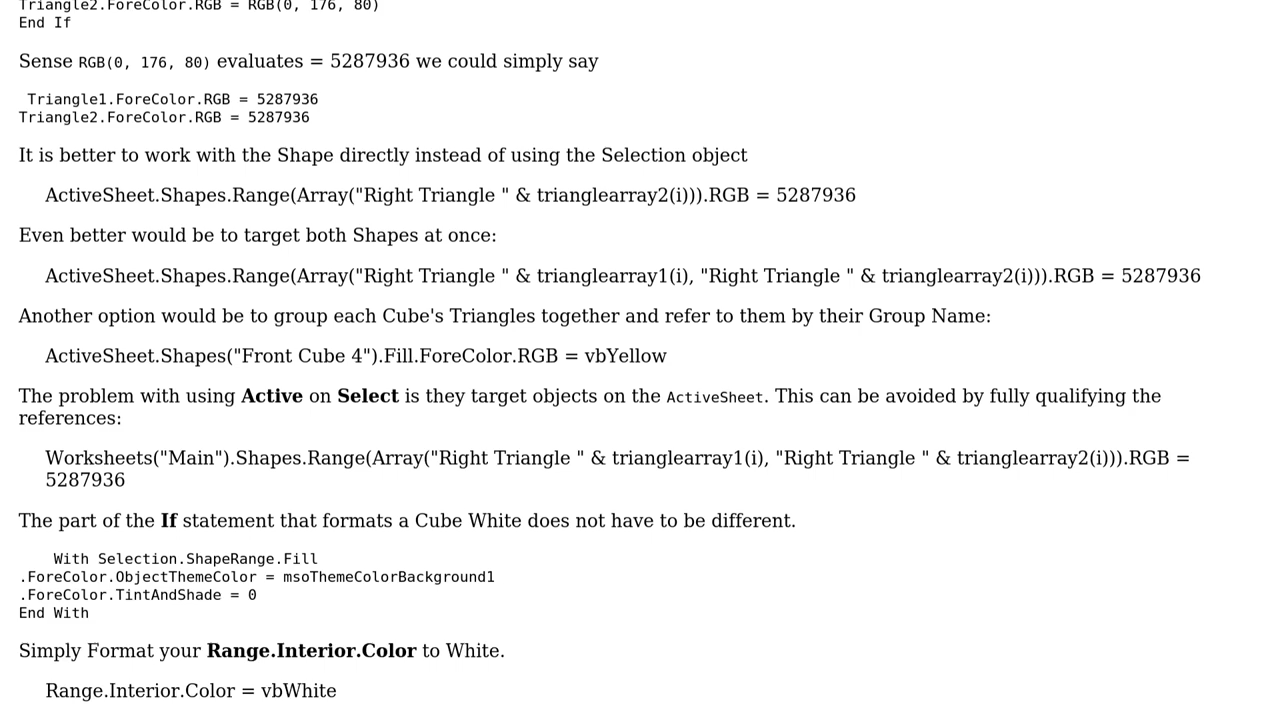 Triangle2.ForeColor.RGB = RGB(0, 176, 80)
End If
Sense RGB(0, 176, 80) evaluates = 5287936 we could simply say
Triangle1.ForeColor.RGB = 5287936
Triangle2.ForeColor.RGB = 5287936
It is better to work with the Shape directly instead of using the Selection object
ActiveSheet.Shapes.Range(Array("Right Triangle " & trianglearray2(i))).RGB = 5287936
Even better would be to target both Shapes at once:
ActiveSheet.Shapes.Range(Array("Right Triangle " & trianglearray1(i), "Right Triangle " & trianglearray2(i))).RGB = 5287936
Another option would be to group each Cube's Triangles together and refer to them by their Group Name:
ActiveSheet.Shapes("Front Cube 4").Fill.ForeColor.RGB = vbYellow
The problem with using Active on Select is they target objects on the ActiveSheet. This can be avoided by fully qualifying the
references:
Worksheets("Main").Shapes.Range(Array("Right Triangle " & trianglearray1(i), "Right Triangle " & trianglearray2(i))).RGB =
5287936
The part of the If statement that formats a Cube White does not have to be different.
With Selection.ShapeRange.Fill
.ForeColor.ObjectThemeColor = msoThemeColorBackground1
.ForeColor.TintAndShade = 0
End With
Simply Format your Range.Interior.Color to White.
Range.Interior.Color = vbWhite